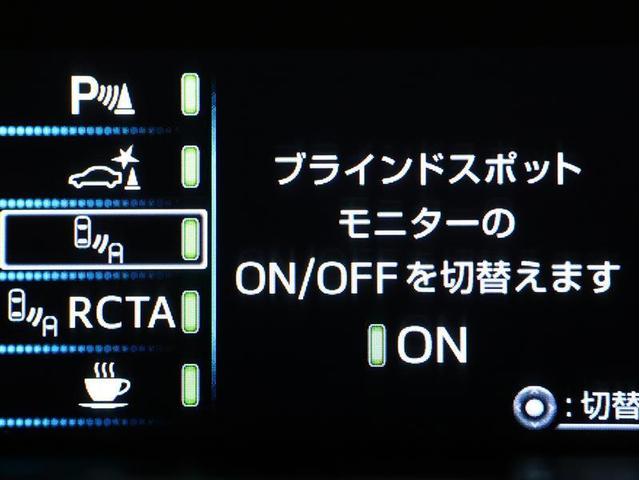 P
RCTA
ブラインドスポット
モニターの
ON/OFFを切替えます
ON
:切替